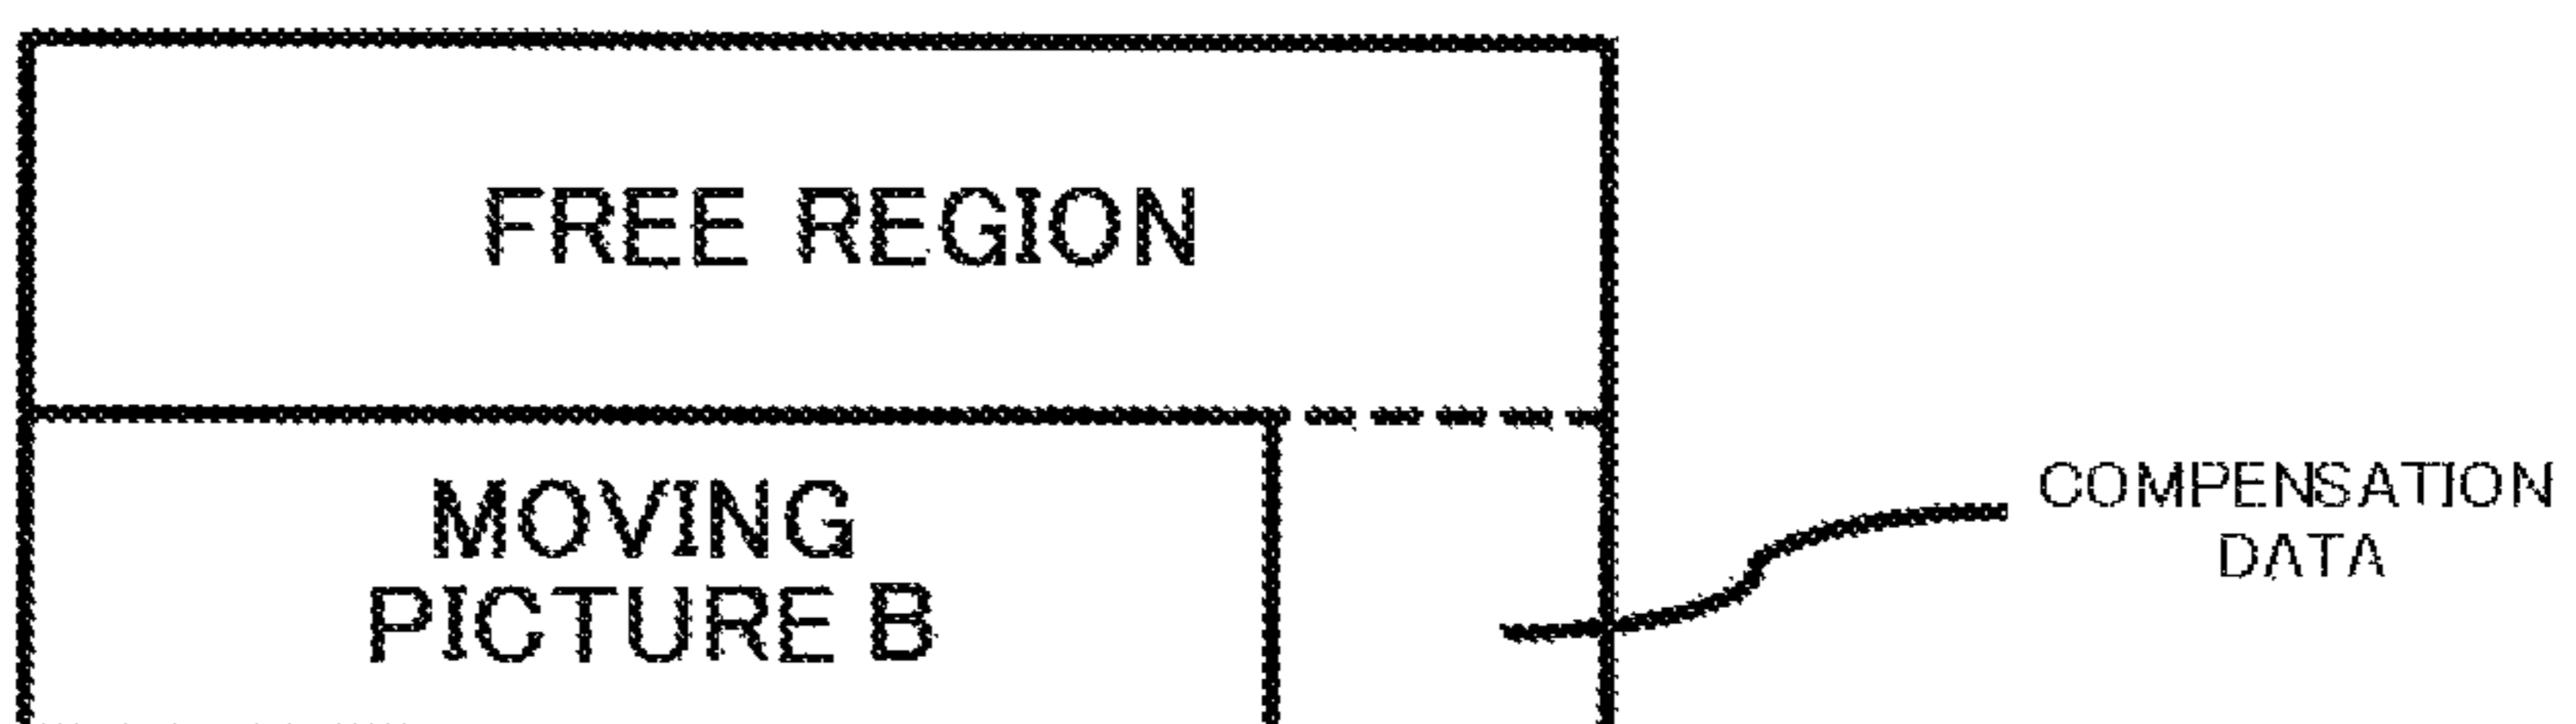 FREE REGION
MOVING
PICTURE B
COMPENSATION
DATA